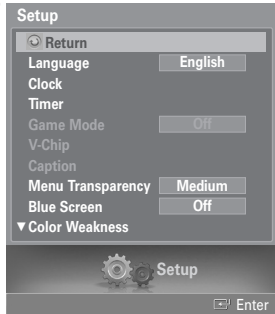 Setup
Return
Language English
Clock
Timer
Game Mode Off
V-Chip
Caption
Menu Transparency Medium
Blue Screen Off
▼ Color Weakness
Setup
Enter